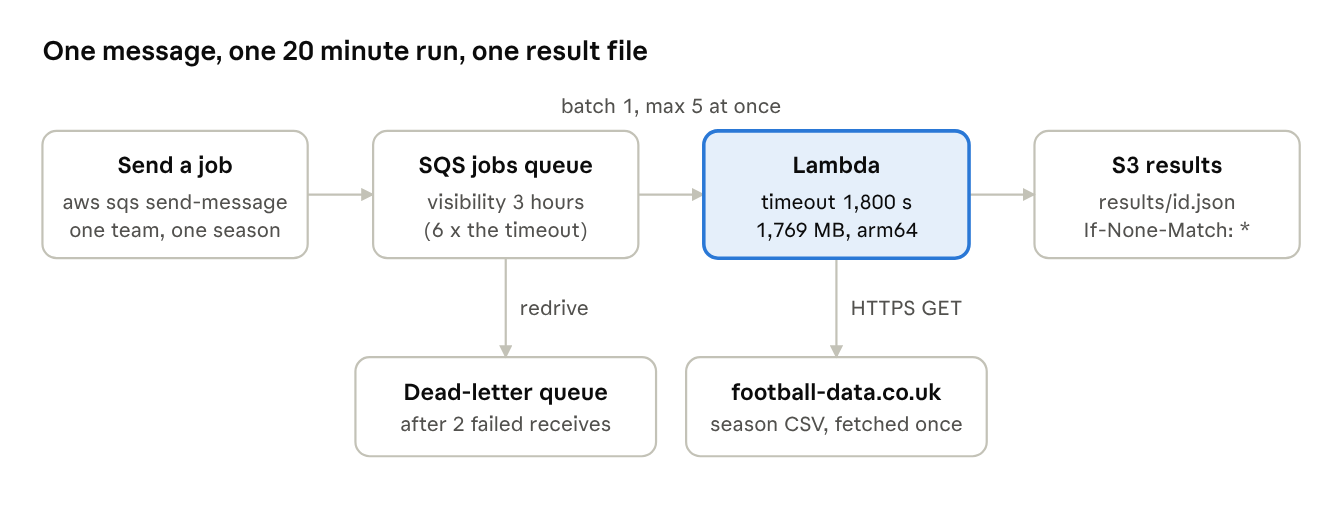 One message, one 20 minute run, one result file
batch 1, max 5 at once
Send a job
aws sqs send-message
one team, one season
SQS jobs queue
visibility 3 hours
(6 x the timeout)
Lambda
timeout 1,800 s
1,769 MB, arm64
S3 results
results/id.json
If-None-Match: *
redrive
HTTPS GET
Dead-letter queue
after 2 failed receives
football-data.co.uk
season CSV, fetched once